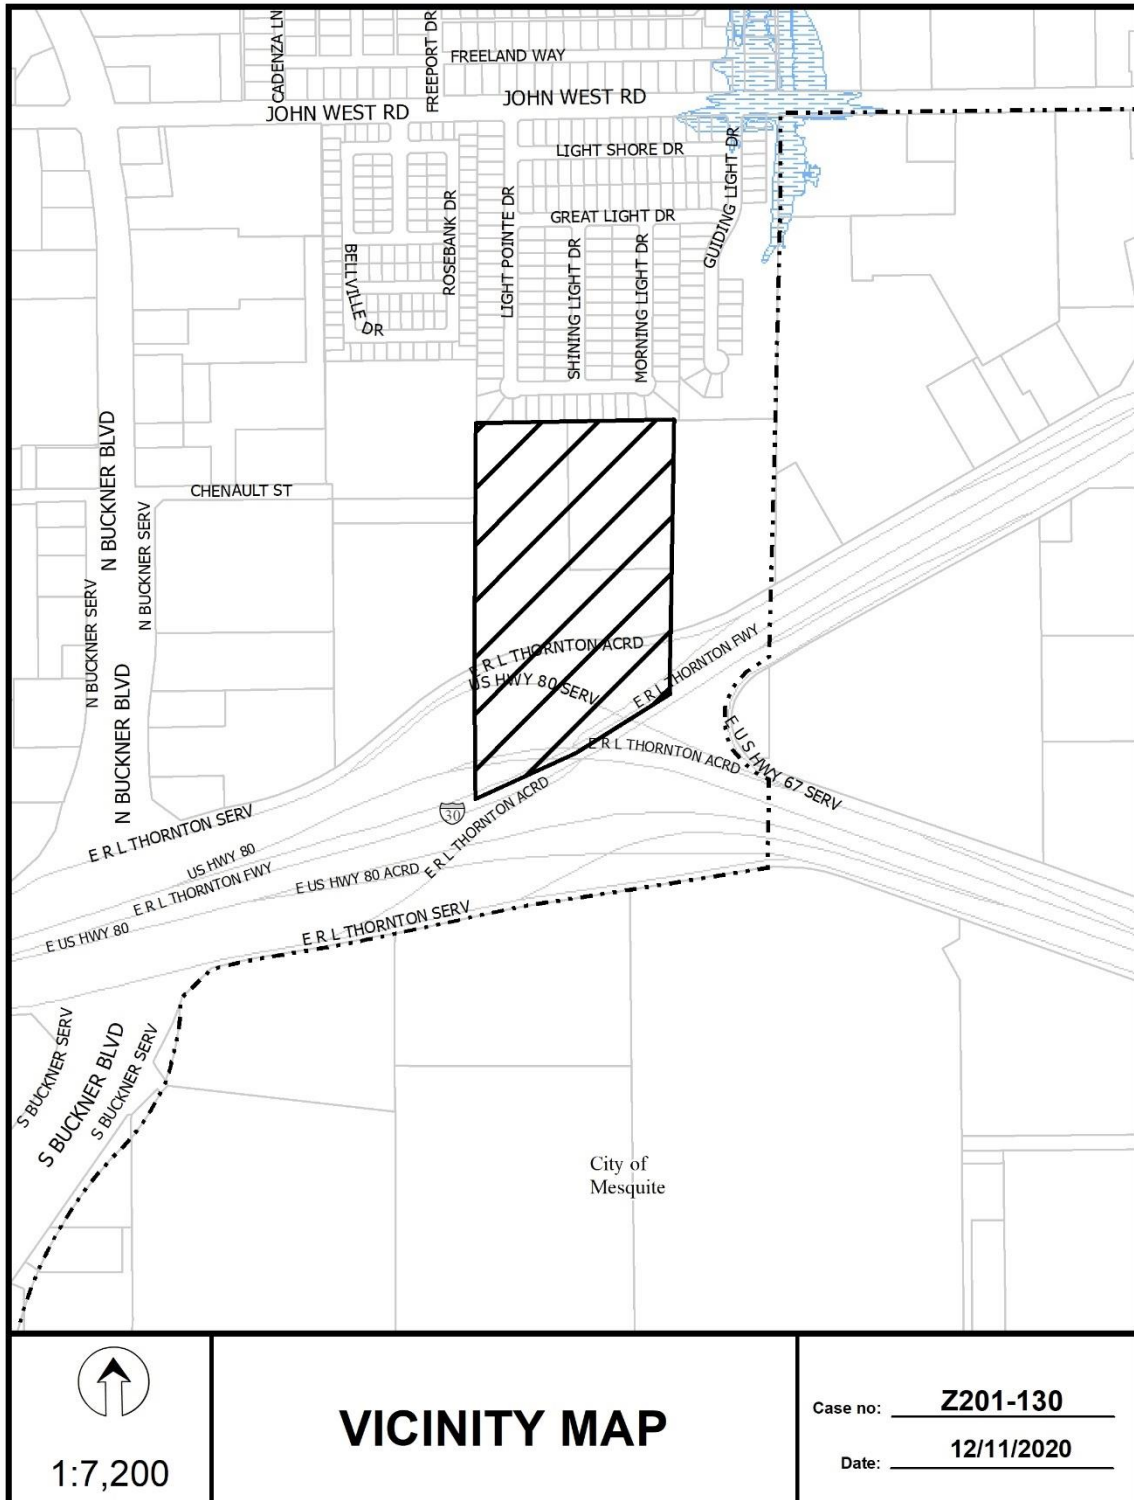 CADENZA LN
FREEPORT DR
FREELAND WAY
JOHN WEST RD
JOHN WEST RD
LIGHT SHORE DR
GUIDING LIGHT DR
ROSEBANK DR
LIGHT POINTE DR
GREAT LIGHT DR
BELLVILLE DR
SHINING LIGHT DR
MORNING LIGHT DR
N BUCKNER BLVD
CHENAULT ST
N BUCKNER SERV
N BUCKNER SERV
N BUCKNER BLVD
E R L THORNTON ACRD
US HWY 80 SERV
E R L THORNTON FWY
E R L THORNTON ACRD
E U S HWY 67 SERV
30
E R L THORNTON ACRD
E R L THORNTON SERV
US HWY 80
E R L THORNTON FWY
E US HWY 80 ACRD
E US HWY 80
E R L THORNTON SERV
S BUCKNER SERV
S BUCKNER BLVD
S BUCKNER SERV
City of
Mesquite
1:7,200
VICINITY MAP
Case no: Z201-130
Date: 12/11/2020